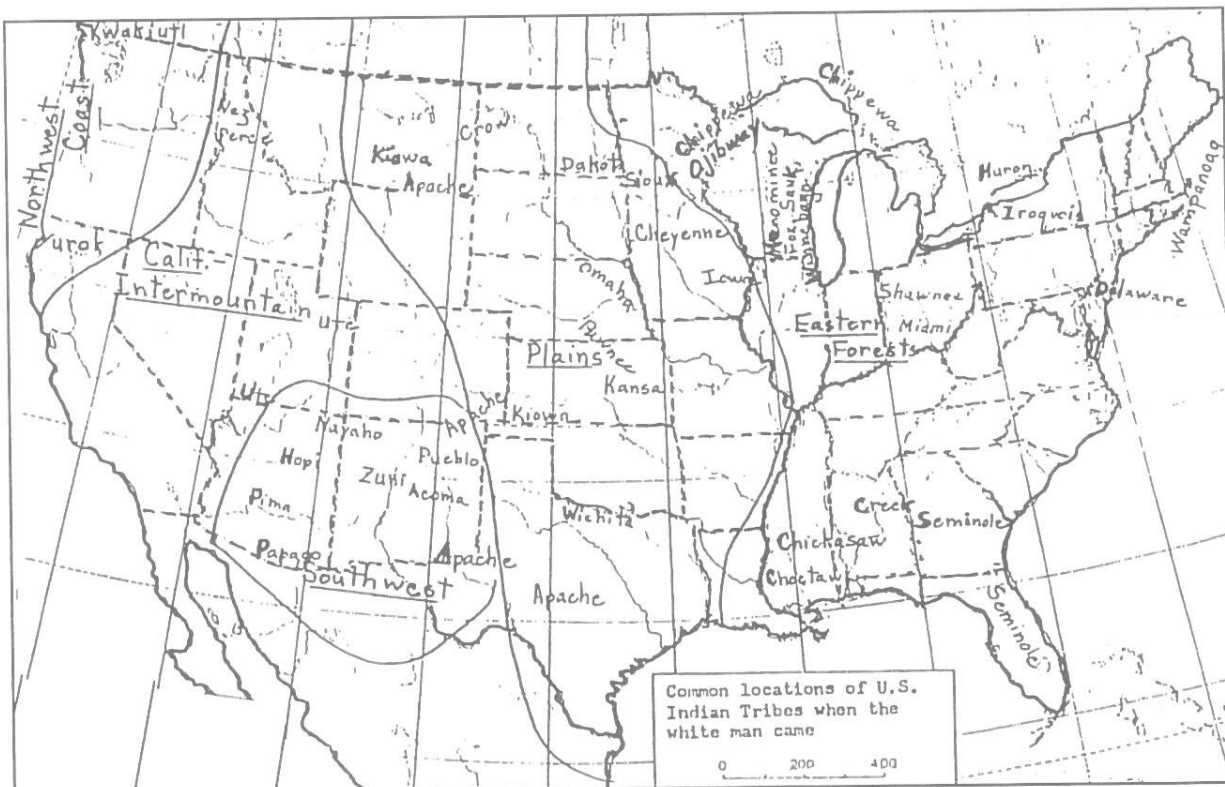 Kwakiutl
Northwest
Coast
Nez
Perce
Yurok
Calif.
Intermountain
Ute
Ute
Navaho
Hopi
Pima
Papago
Southwest
Zuni
Acoma
Pueblo
Apache
Apache
Kiowa
Apache
Crow
Dakota
Sioux
Cheyenne
Iowa
Omaha
Plains
Kansa
Kiowa
Wichita
Apache
Chippewa
Ojibway
Chippewa
Menominee
Fox Sauk
Winnebago
Huron
Iroquois
Wampanoag
Delaware
Shawnee
Miami
Eastern
Forests
Creek
Seminole
Chickasaw
Choctaw
Seminole
Common locations of U.S.
Indian Tribes when the
white man came
0 200 400